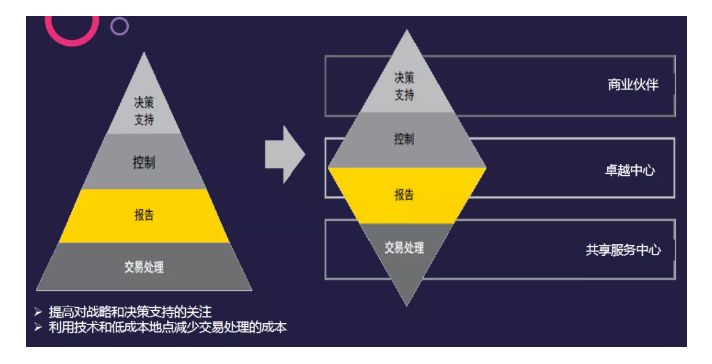 决策
支持
控制
报告
交易处理
决策
支持
控制
报告
交易处理
商业伙伴
卓越中心
共享服务中心
➢ 提高对战略和决策支持的关注
➢ 利用技术和低成本地点减少交易处理的成本